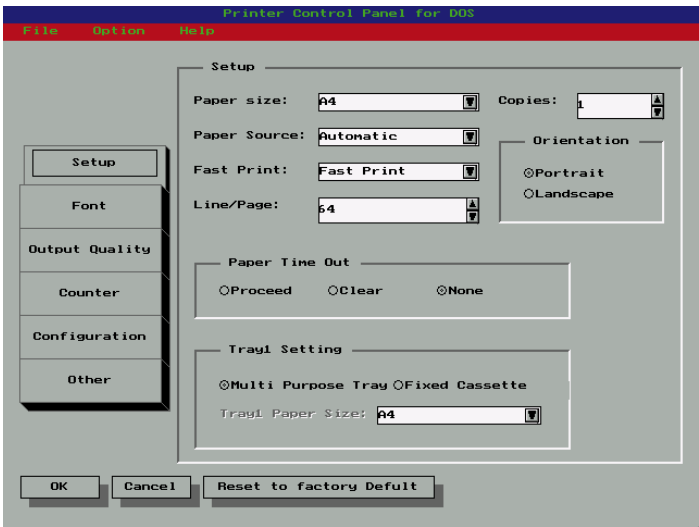 Printer Control Panel for DOS
File Option Help
Setup
Font
Output Quality
Counter
Configuration
Other
Setup
Paper size: A4 Copies: 1
Paper Source: Automatic
Fast Print: Fast Print
Line/Page: 64
Orientation
Portrait
Landscape
Paper Time Out
Proceed Clear None
Tray1 Setting
Multi Purpose Tray Fixed Cassette
Tray1 Paper Size: A4
OK Cancel Reset to factory Defult